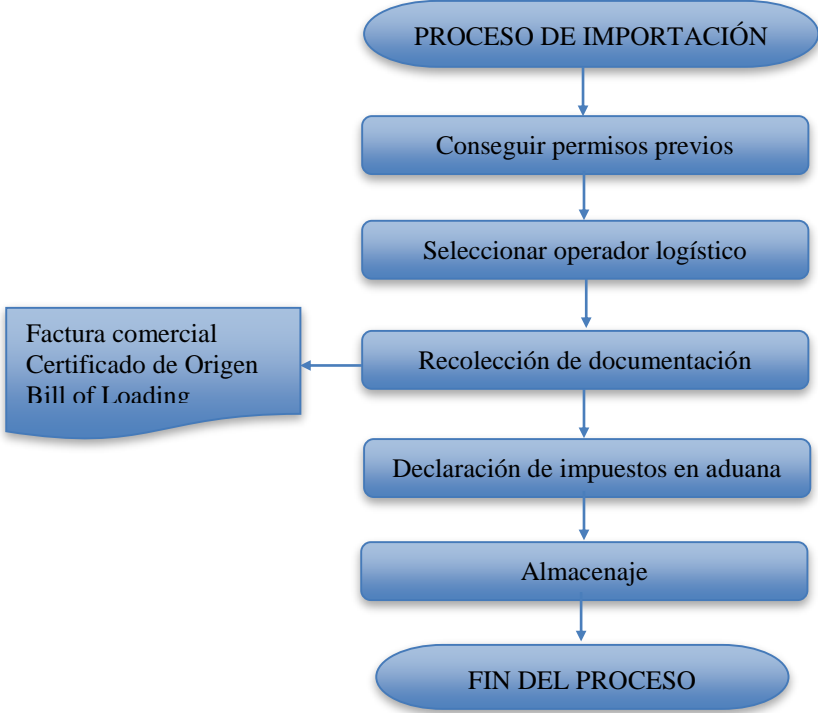 PROCESO DE IMPORTACIÓN
Conseguir permisos previos
Seleccionar operador logístico
Recolección de documentación
Factura comercial
Certificado de Origen
Bill of Loading
Declaración de impuestos en aduana
Almacenaje
FIN DEL PROCESO